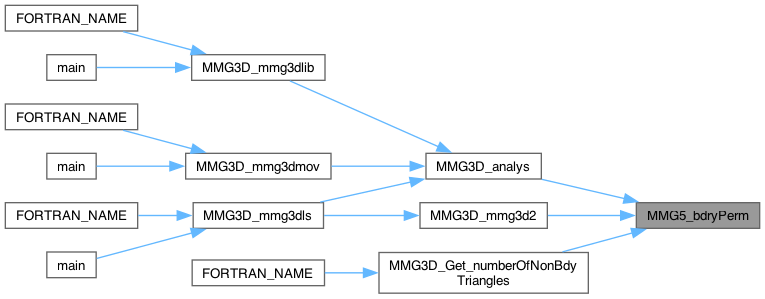 FORTRAN_NAME
main
MMG3D_mmg3dlib
FORTRAN_NAME
main
MMG3D_mmg3dmov
MMG3D_analys
FORTRAN_NAME
MMG3D_mmg3dls
MMG3D_mmg3d2
MMG5_bdryPerm
main
FORTRAN_NAME
MMG3D_Get_numberOfNonBdy
Triangles